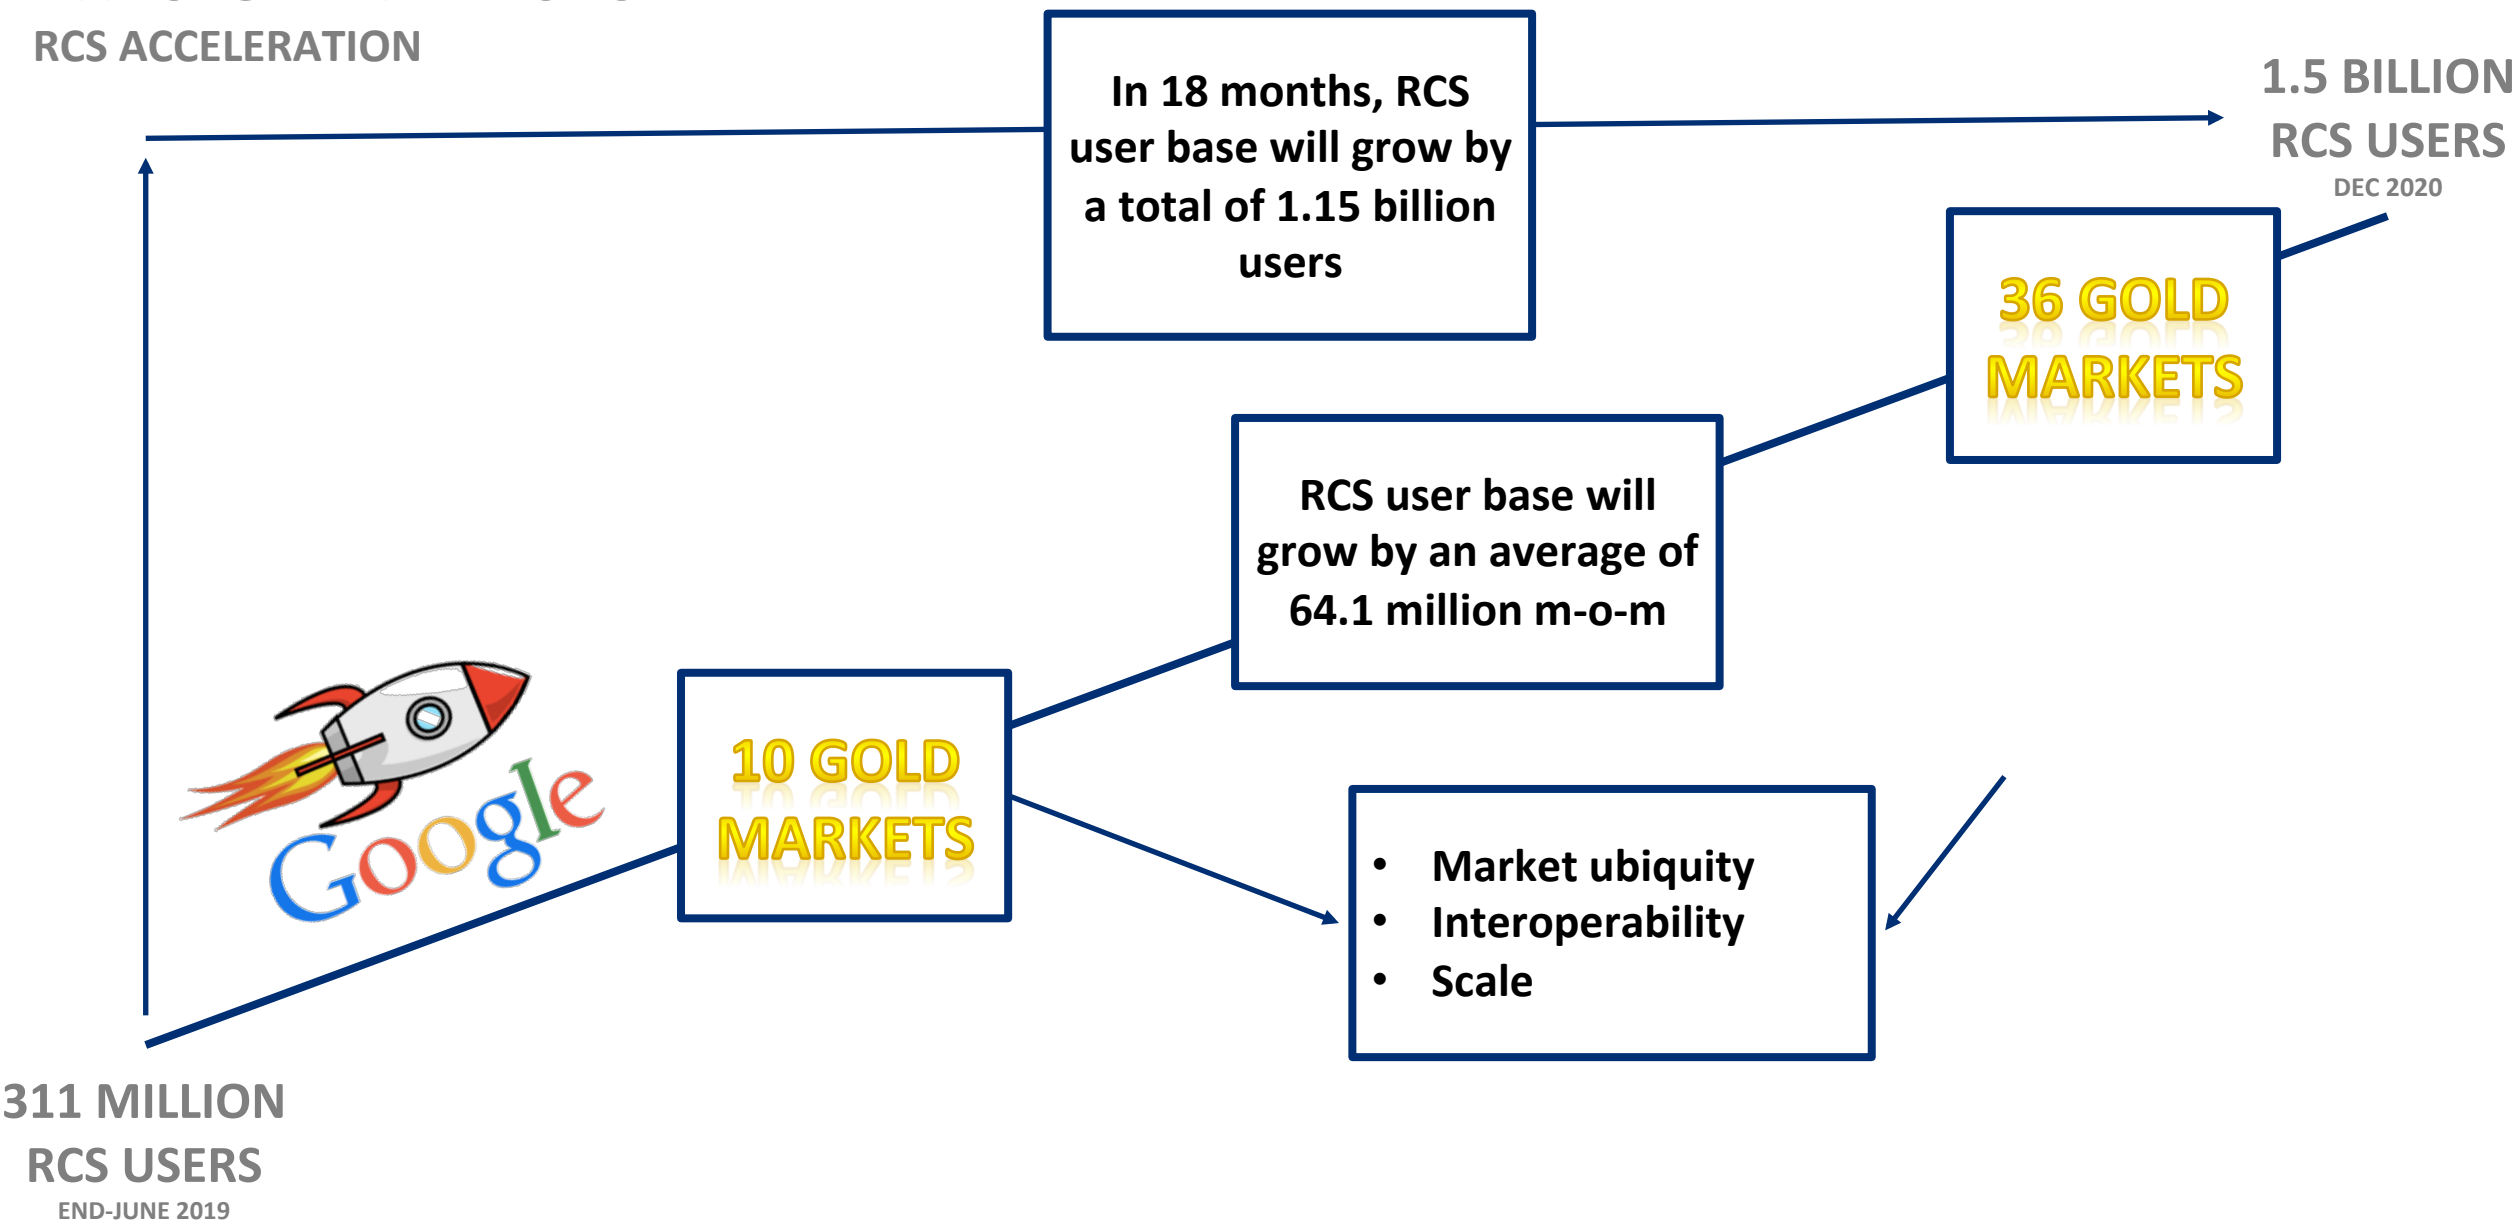 RCS ACCELERATION
In 18 months, RCS
user base will grow by
a total of 1.15 billion
users
1.5 BILLION
RCS USERS
DEC 2020
36 GOLD
MARKETS
RCS user base will
grow by an average of
64.1 million m-o-m
10 GOLD
MARKETS
Google
• Market ubiquity
• Interoperability
• Scale
311 MILLION
RCS USERS
END-JUNE 2019